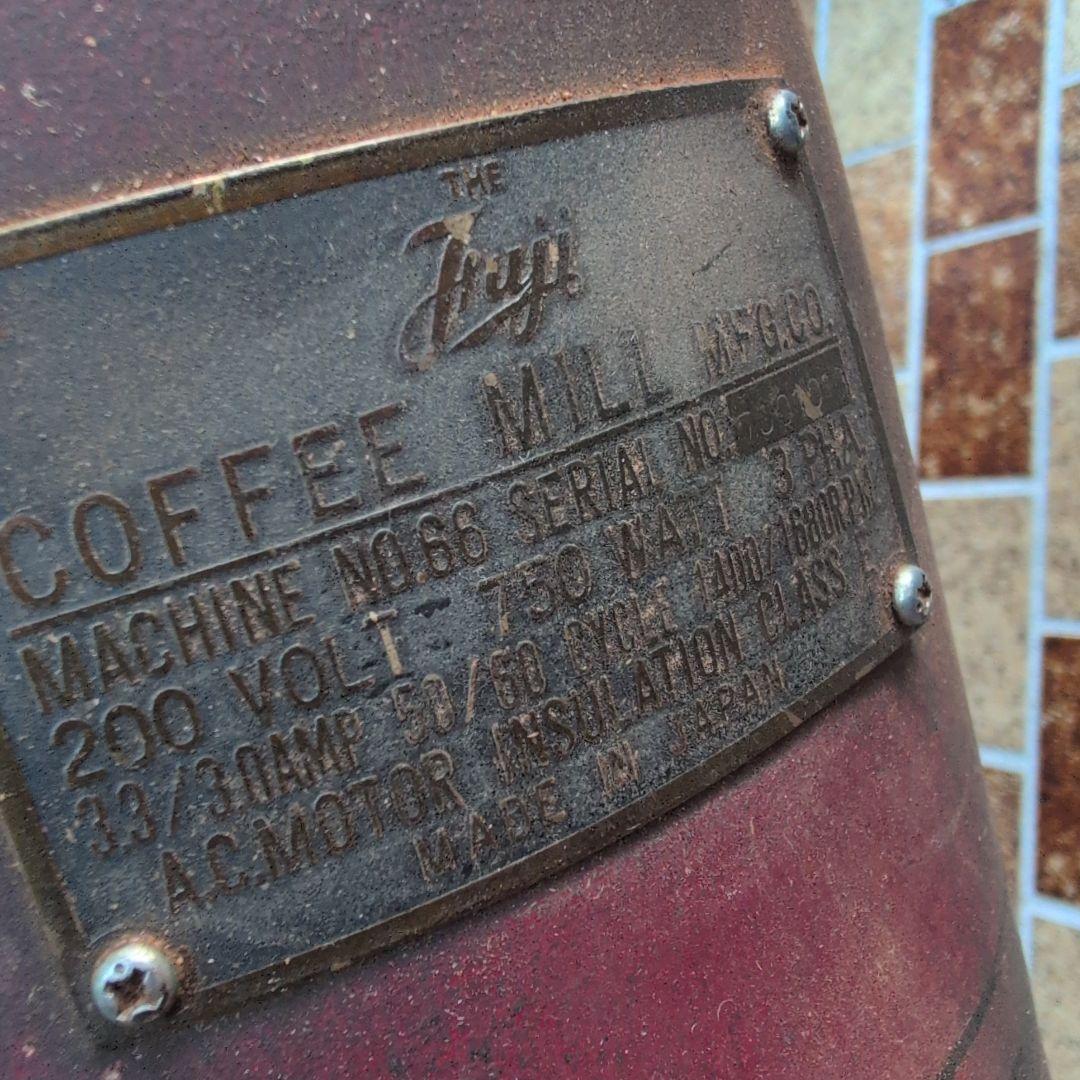 THE
Fuji
COFFEE MILL MFG.CO.
MACHINE NO.66 SERIAL NO.
200 VOLT 750 WATT 3 PHA.
3.3/3.0AMP 50/60 CYCLE 1400/1680RPM
A.C.MOTOR INSULATION CLASS E
MADE IN JAPAN